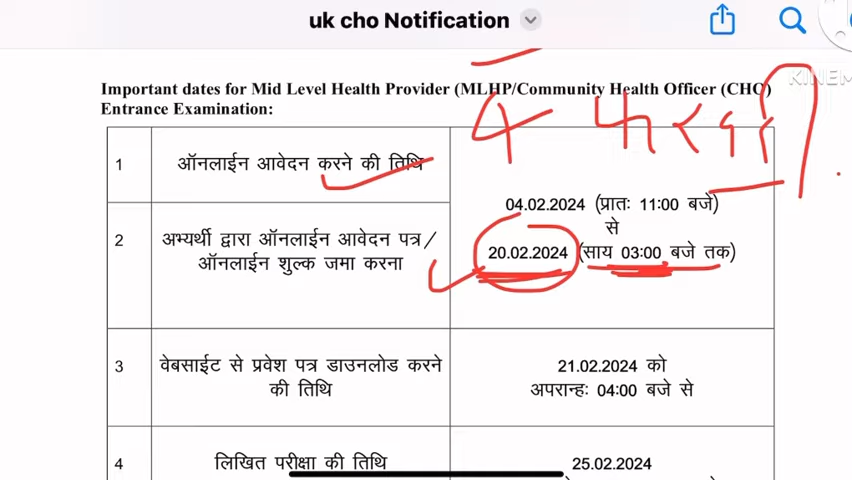 uk cho Notification
KINEM
Important dates for Mid Level Health Provider (MLHP/Community Health Officer (CHO)
Entrance Examination:
4 फरवरी
1
ऑनलाईन आवेदन करने की तिथि
04.02.2024 (प्रातः 11:00 बजे)
से
20.02.2024 (साय 03:00 बजे तक)
2
अभ्यर्थी द्वारा ऑनलाईन आवेदन पत्र/
ऑनलाईन शुल्क जमा करना
3
वेबसाईट से प्रवेश पत्र डाउनलोड करने
की तिथि
21.02.2024 को
अपरान्हः 04:00 बजे से
4
लिखित परीक्षा की तिथि
25.02.2024